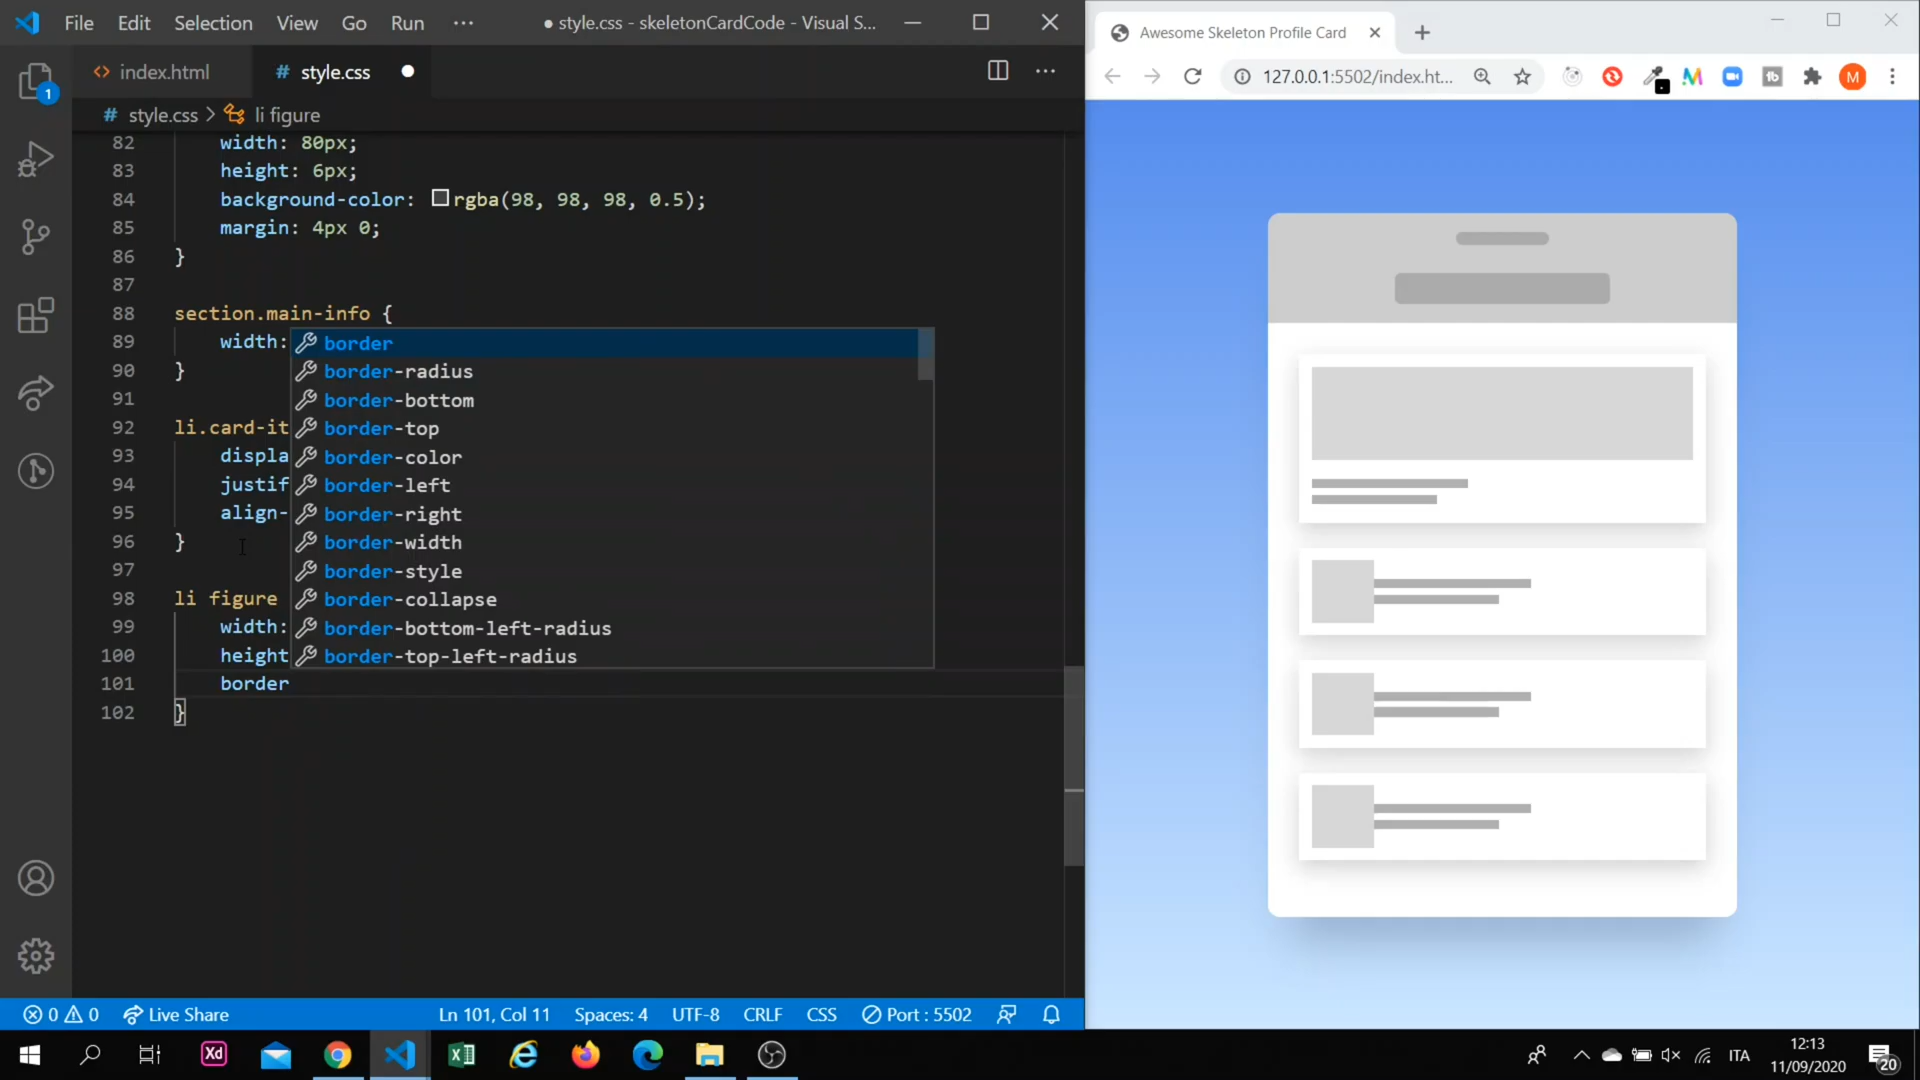 File Edit Selection View Go Run ··· ● style.css - skeletonCardCode - Visual S...
index.html # style.css ●
# style.css > li figure
82 width: 80px;
83 height: 6px;
84 background-color: rgba(98, 98, 98, 0.5);
85 margin: 4px 0;
86 }
87
88 section.main-info {
89 width:
90 }
91
92 li.card-it
93 displa
94 justif
95 align-
96 }
97
98 li figure
99 width:
100 height
101 border
102 }
border
border-radius
border-bottom
border-top
border-color
border-left
border-right
border-width
border-style
border-collapse
border-bottom-left-radius
border-top-left-radius
1
0 0 Live Share Ln 101, Col 11 Spaces: 4 UTF-8 CRLF CSS Port : 5502
Awesome Skeleton Profile Card
127.0.0.1:5502/index.ht...
M
Xd
ITA
12:13
11/09/2020
20